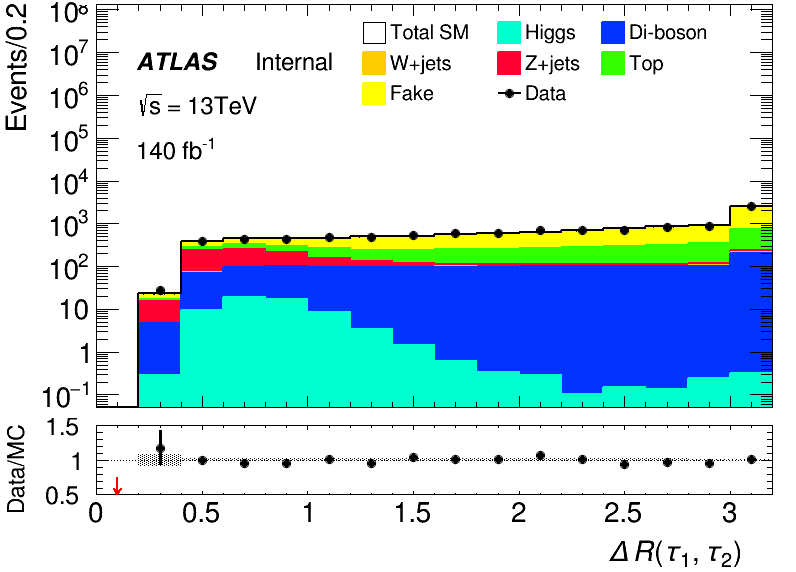 Events/0.2
10⁸
10⁷
10⁶
10⁵
10⁴
10³
10²
10
1
10⁻¹
ATLAS Internal
√s = 13TeV
140 fb⁻¹
Total SM Higgs Di-boson
W+jets Z+jets Top
Fake Data
Data/MC
1.5
1
0.5
0 0.5 1 1.5 2 2.5 3
ΔR(τ₁, τ₂)